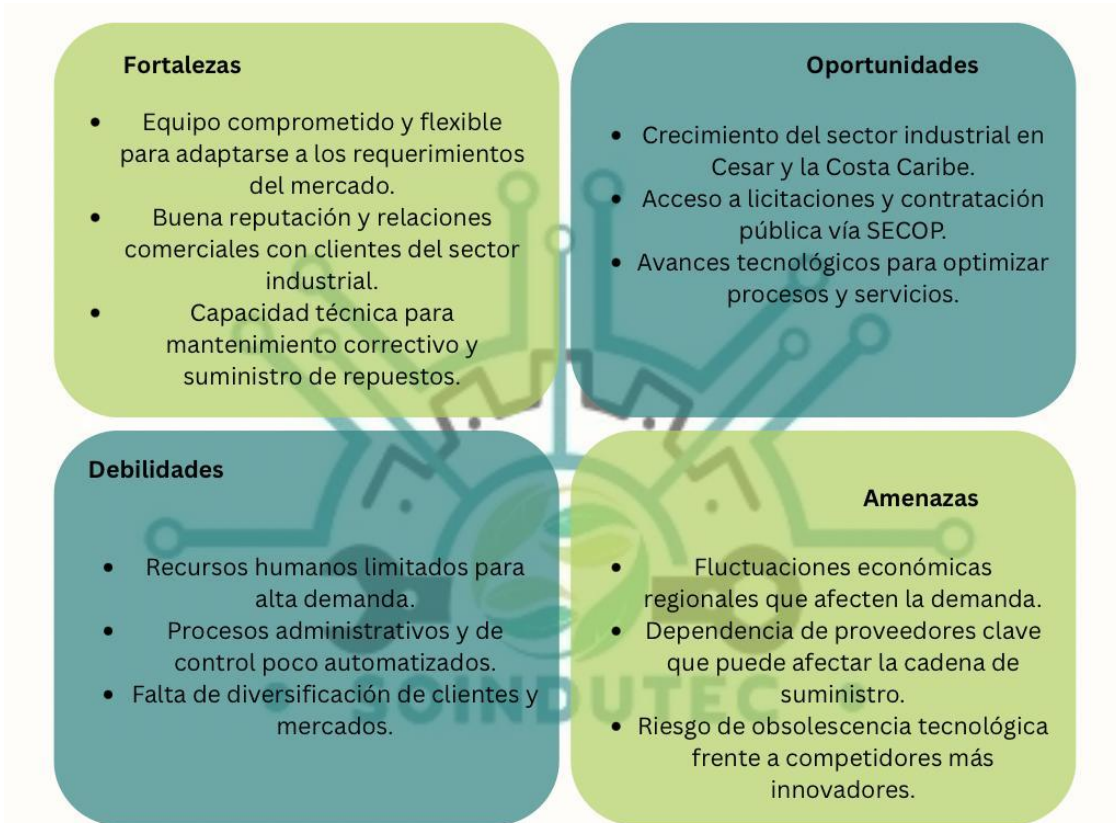 Fortalezas
• Equipo comprometido y flexible
para adaptarse a los requerimientos
del mercado.
• Buena reputación y relaciones
comerciales con clientes del sector
industrial.
• Capacidad técnica para
mantenimiento correctivo y
suministro de repuestos.
Oportunidades
• Crecimiento del sector industrial en
Cesar y la Costa Caribe.
• Acceso a licitaciones y contratación
pública vía SECOP.
• Avances tecnológicos para optimizar
procesos y servicios.
Debilidades
• Recursos humanos limitados para
alta demanda.
• Procesos administrativos y de
control poco automatizados.
• Falta de diversificación de clientes y
mercados.
Amenazas
• Fluctuaciones económicas
regionales que afecten la demanda.
• Dependencia de proveedores clave
que puede afectar la cadena de
suministro.
• Riesgo de obsolescencia tecnológica
frente a competidores más
innovadores.
SOINDUTEC